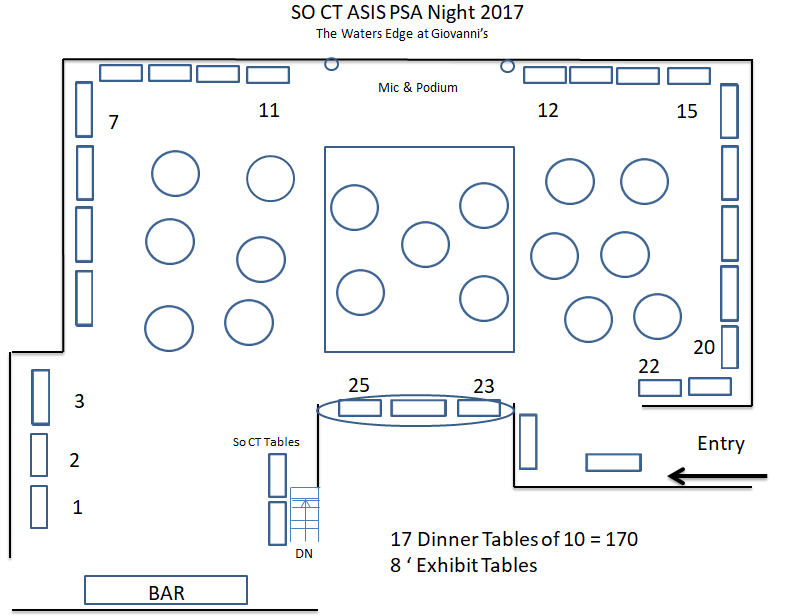 SO CT ASIS PSA Night 2017
The Waters Edge at Giovanni’s
Mic & Podium
7
11
12
15
20
22
25
23
3
2
1
So CT Tables
Entry
DN
17 Dinner Tables of 10 = 170
8 ‘ Exhibit Tables
BAR